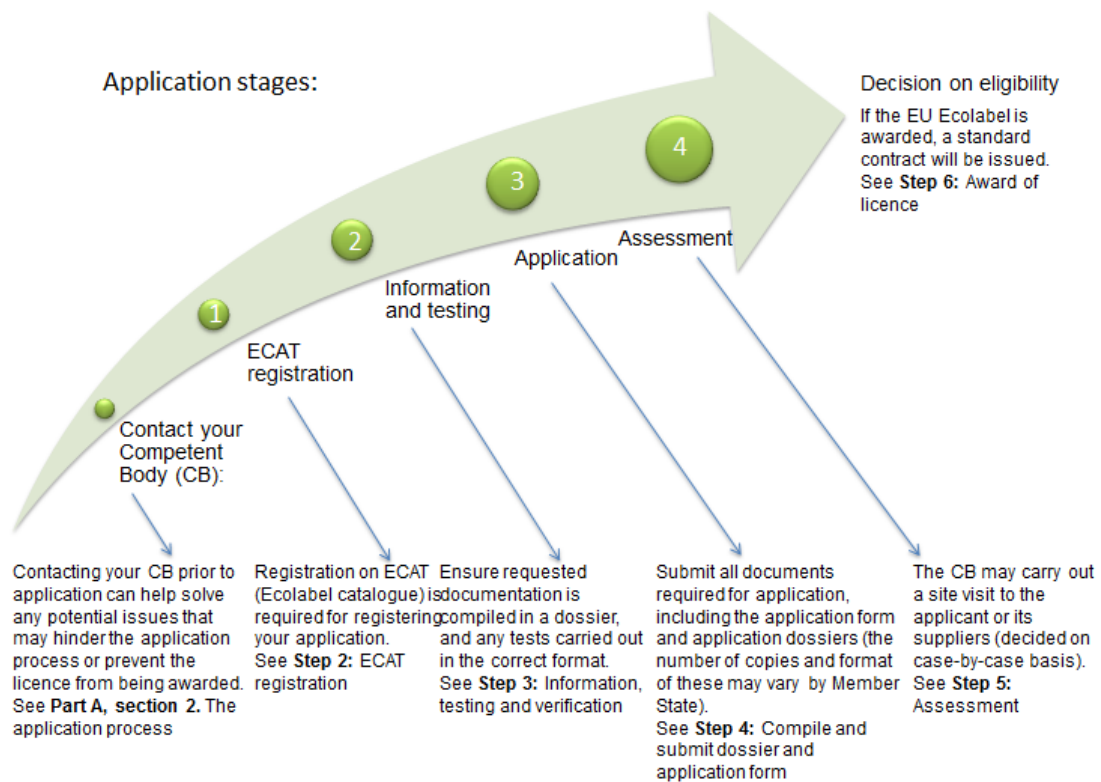 Application stages:
Decision on eligibility
If the EU Ecolabel is
awarded, a standard
contract will be issued.
See Step 6: Award of
licence
4
3
Assessment
2
Application
Information
and testing
1
ECAT
registration
Contact your
Competent
Body (CB):
Contacting your CB prior to
application can help solve
any potential issues that
may hinder the application
process or prevent the
licence from being awarded.
See Part A, section 2. The
application process
Registration on ECAT
(Ecolabel catalogue) is
required for registering
your application.
See Step 2: ECAT
registration
Ensure requested
documentation is
compiled in a dossier,
and any tests carried out
in the correct format.
See Step 3: Information,
testing and verification
Submit all documents
required for application,
including the application form
and application dossiers (the
number of copies and format
of these may vary by Member
State).
See Step 4: Compile and
submit dossier and
application form
The CB may carry out
a site visit to the
applicant or its
suppliers (decided on
case-by-case basis).
See Step 5:
Assessment